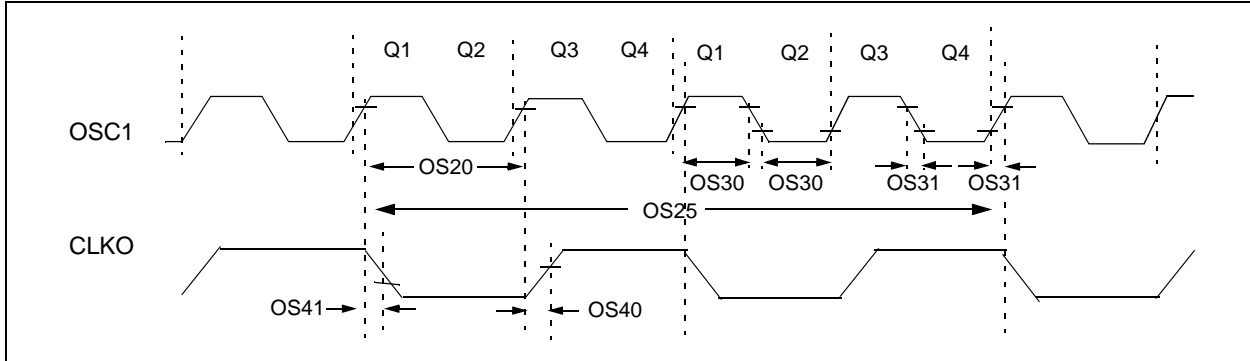 Q1 Q2 Q3 Q4 Q1 Q2 Q3 Q4
OSC1
OS20
OS30 OS30 OS31 OS31
OS25
CLKO
OS41 OS40